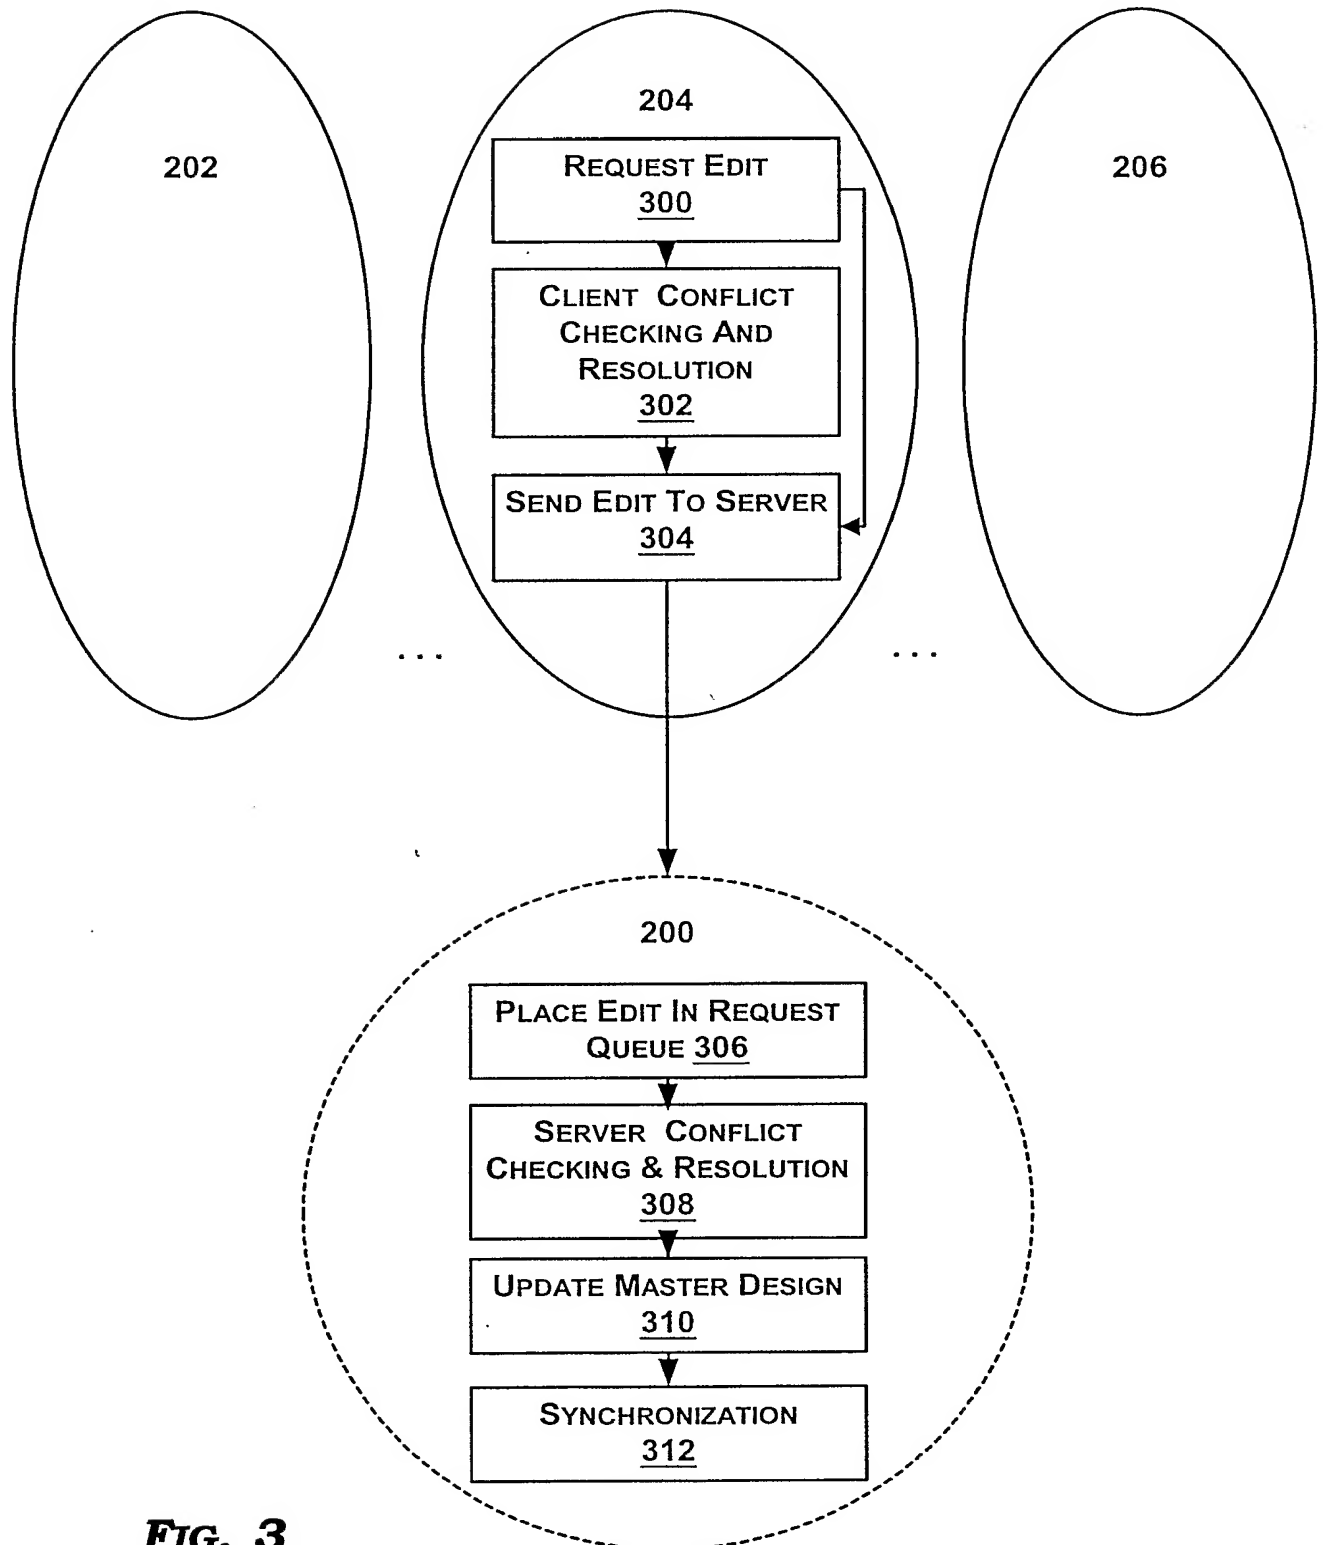 204
202
206
REQUEST EDIT
300
CLIENT CONFLICT
CHECKING AND
RESOLUTION
302
SEND EDIT TO SERVER
304
...
...
200
PLACE EDIT IN REQUEST
QUEUE 306
SERVER CONFLICT
CHECKING & RESOLUTION
308
UPDATE MASTER DESIGN
310
SYNCHRONIZATION
312
FIG. 3